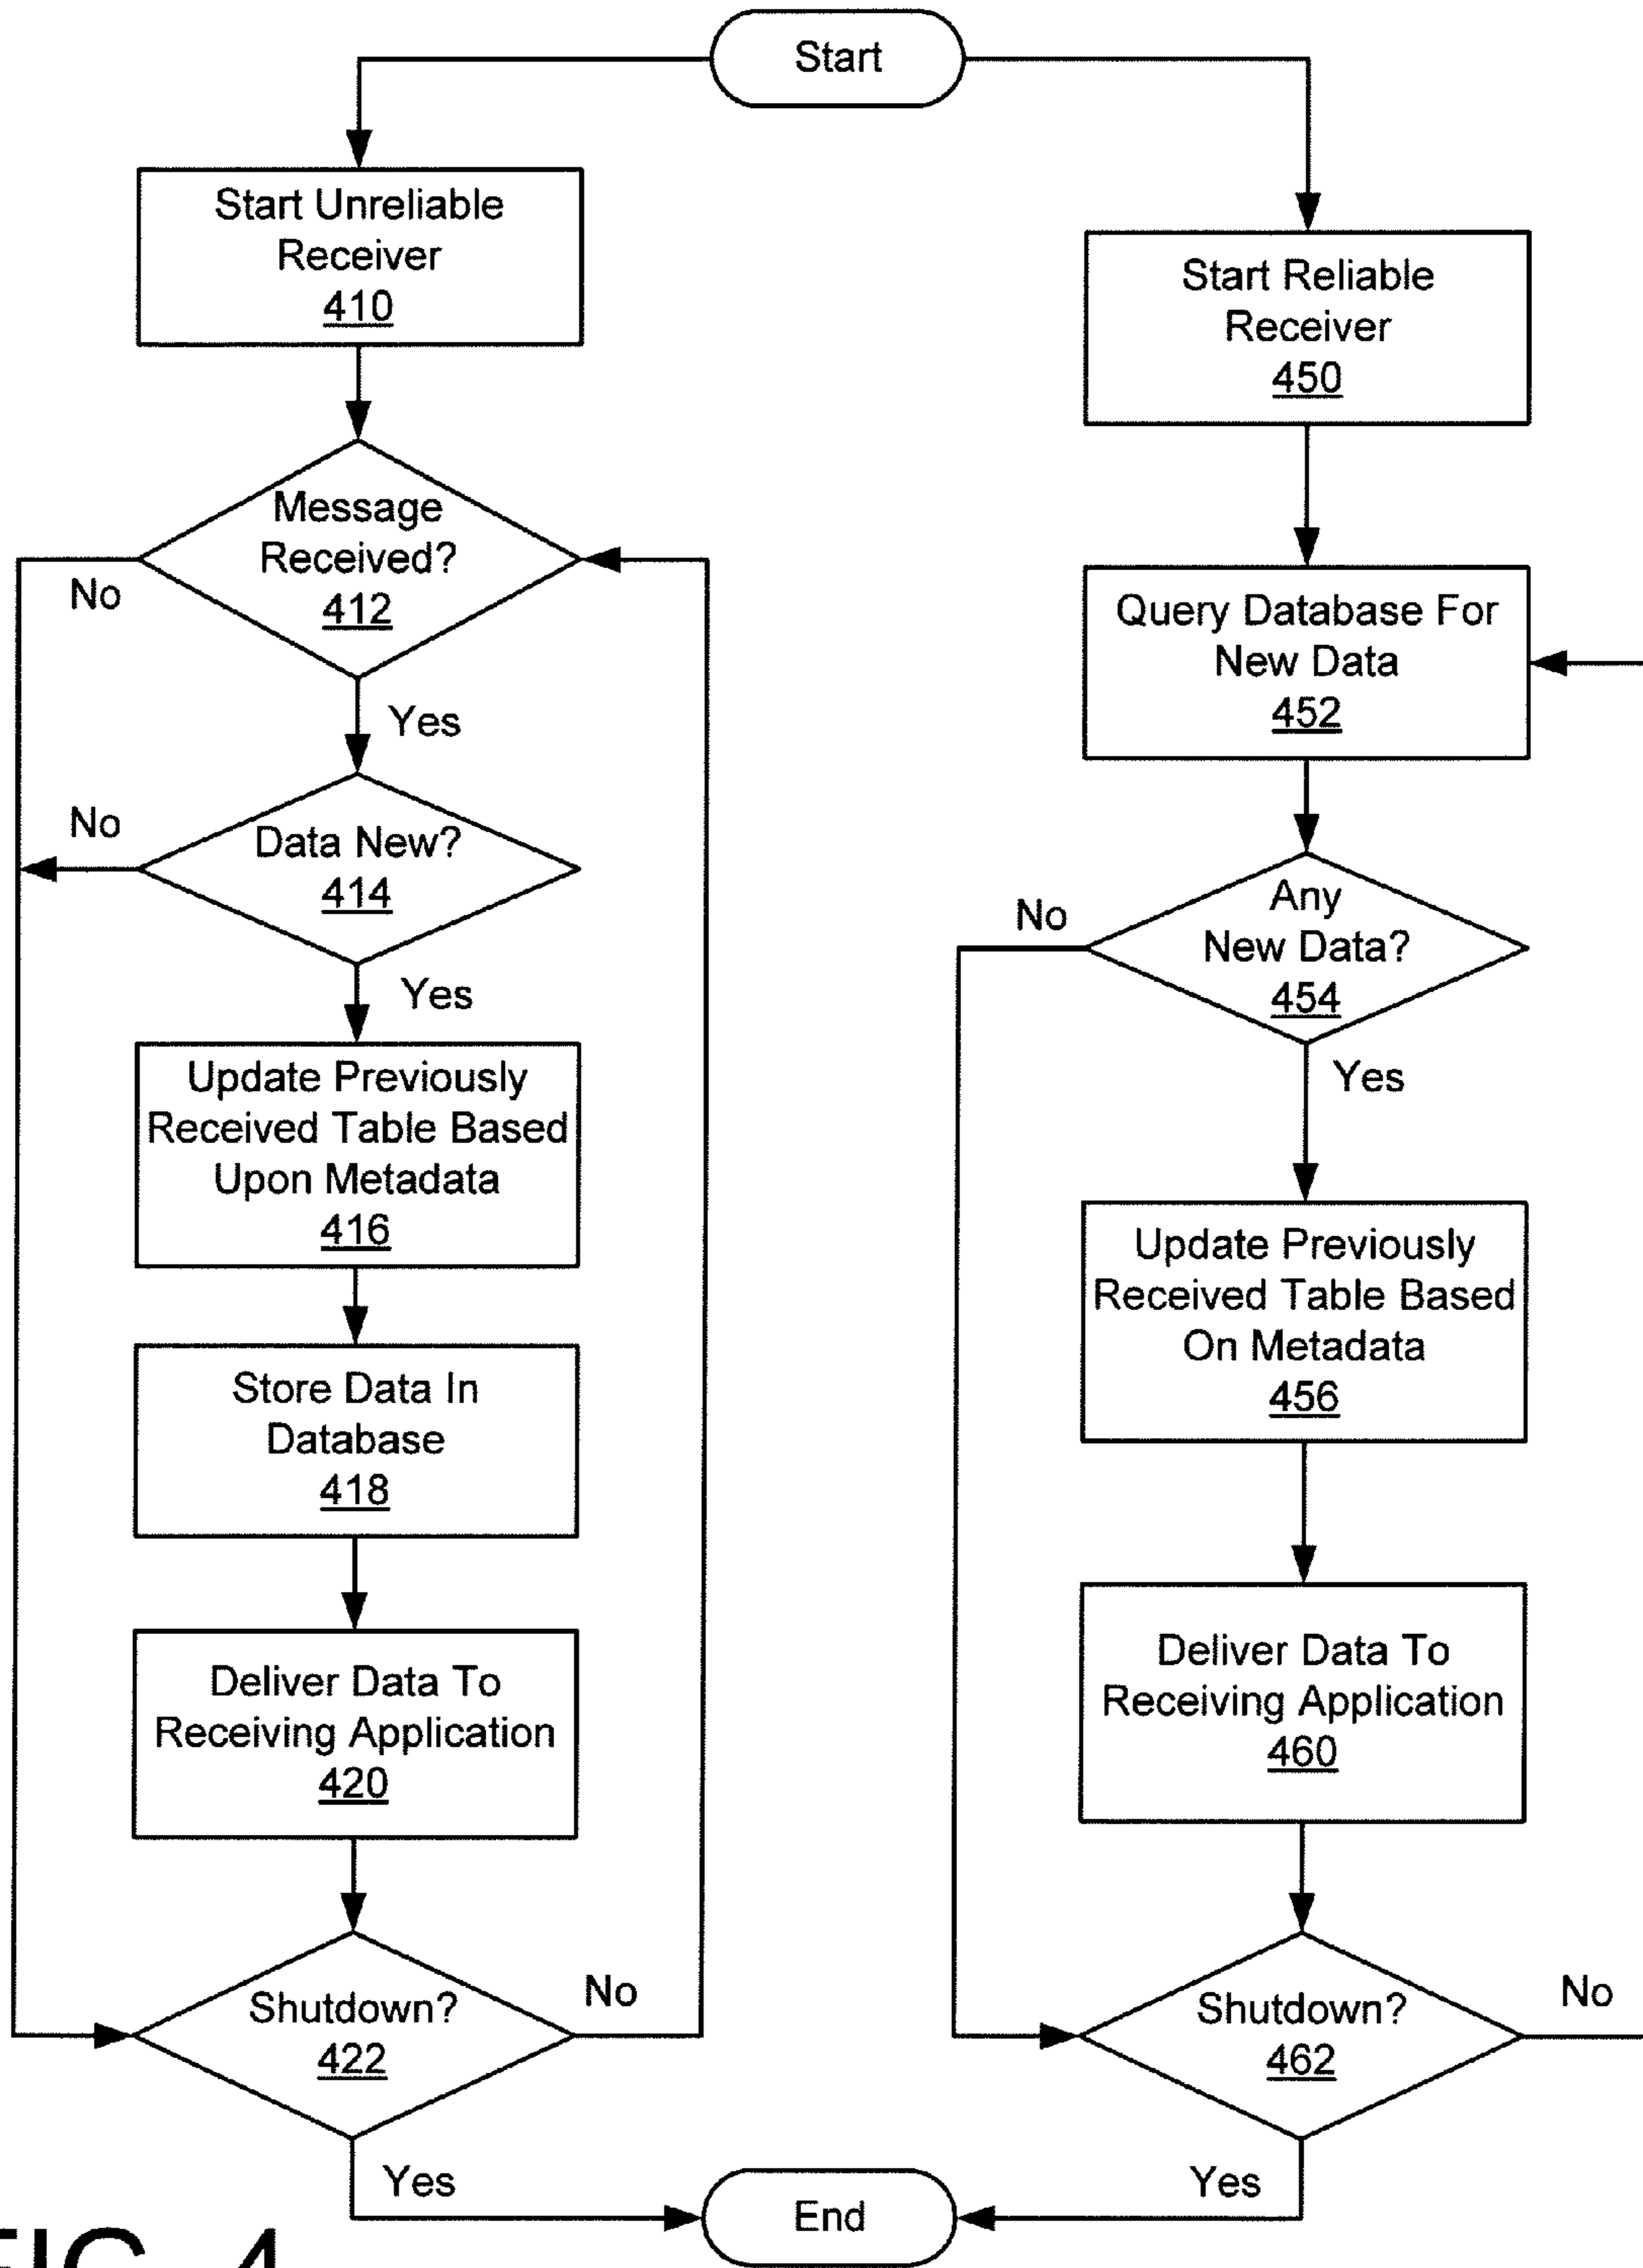 Start
Start Unreliable
Receiver
410
Message
Received?
412
No
Yes
Data New?
414
No
Yes
Update Previously
Received Table Based
Upon Metadata
416
Store Data In
Database
418
Deliver Data To
Receiving Application
420
Shutdown?
422
No
Yes
Start Reliable
Receiver
450
Query Database For
New Data
452
Any
New Data?
454
No
Yes
Update Previously
Received Table Based
On Metadata
456
Deliver Data To
Receiving Application
460
Shutdown?
462
No
Yes
End
FIG. 4